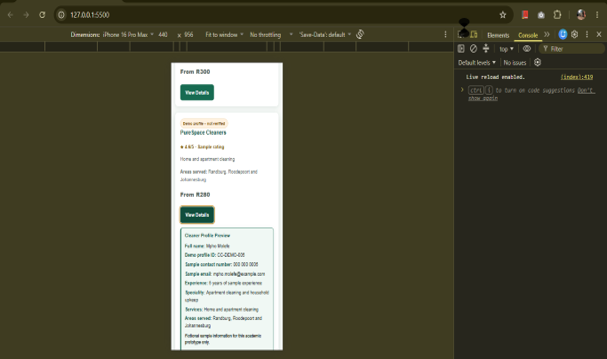 127.0.0.1:5500
Dimensions: iPhone 16 Pro Max 440 x 956 Fit to window No throttling 'Save-Data': default
Elements Console
top Filter
Default levels No issues
Live reload enabled. (index):419
ctrl i to turn on code suggestions Don't
show again
From R300
View Details
Demo profile - not verified
PureSpace Cleaners
★ 4.6/5 - Sample rating
Home and apartment cleaning
Areas served: Randburg, Roodepoort and
Johannesburg
From R280
View Details
Cleaner Profile Preview
Full name: Mpho Molefe
Demo profile ID: CC-DEMO-005
Sample contact number: 000 000 0005
Sample email: mpho.molefe@example.com
Experience: 5 years of sample experience
Speciality: Apartment cleaning and household
upkeep
Services: Home and apartment cleaning
Areas served: Randburg, Roodepoort and
Johannesburg
Fictional sample information for this academic
prototype only.